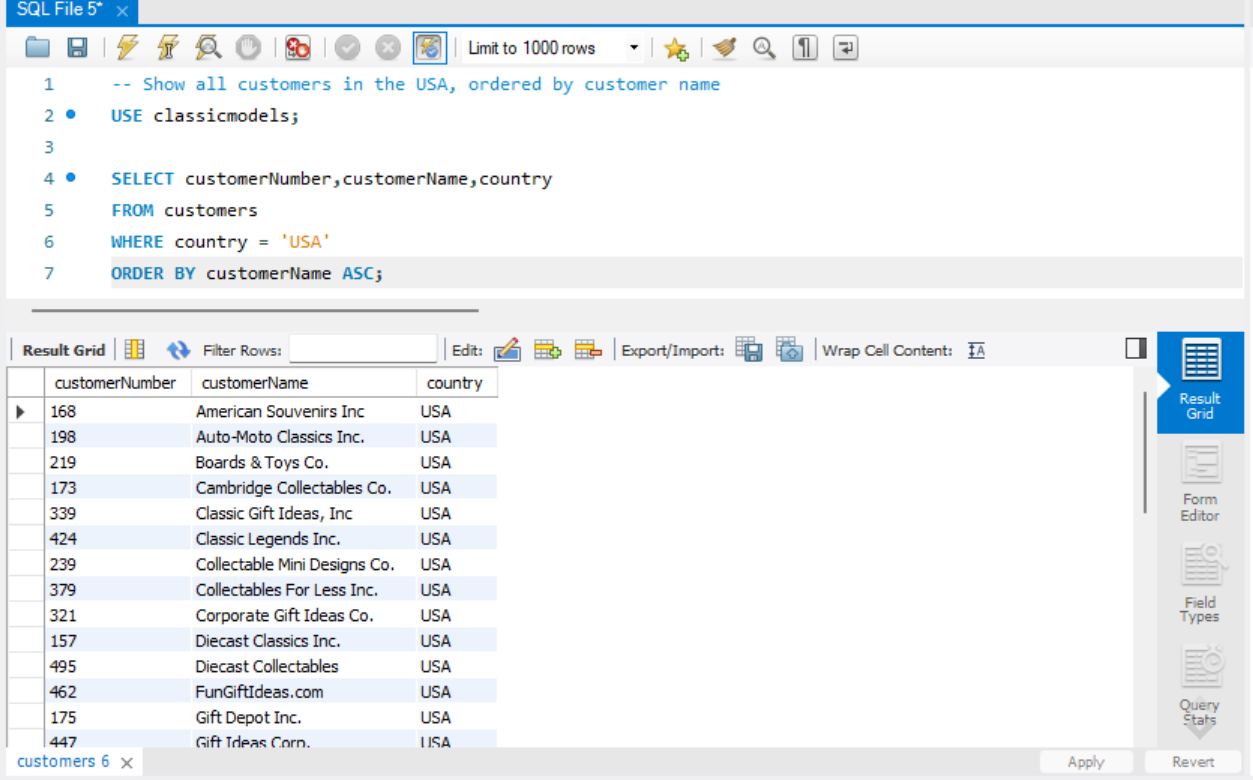 SQL File 5*
Limit to 1000 rows
1 -- Show all customers in the USA, ordered by customer name
2 USE classicmodels;
3
4 SELECT customerNumber,customerName,country
5 FROM customers
6 WHERE country = 'USA'
7 ORDER BY customerName ASC;
Result Grid Filter Rows: Edit: Export/Import: Wrap Cell Content:
customerNumber customerName country
168 American Souvenirs Inc USA
198 Auto-Moto Classics Inc. USA
219 Boards & Toys Co. USA
173 Cambridge Collectables Co. USA
339 Classic Gift Ideas, Inc USA
424 Classic Legends Inc. USA
239 Collectable Mini Designs Co. USA
379 Collectables For Less Inc. USA
321 Corporate Gift Ideas Co. USA
157 Diecast Classics Inc. USA
495 Diecast Collectables USA
462 FunGiftIdeas.com USA
175 Gift Depot Inc. USA
447 Gift Ideas Corp. USA
Result
Grid
Form
Editor
Field
Types
Query
Stats
customers 6
Apply Revert